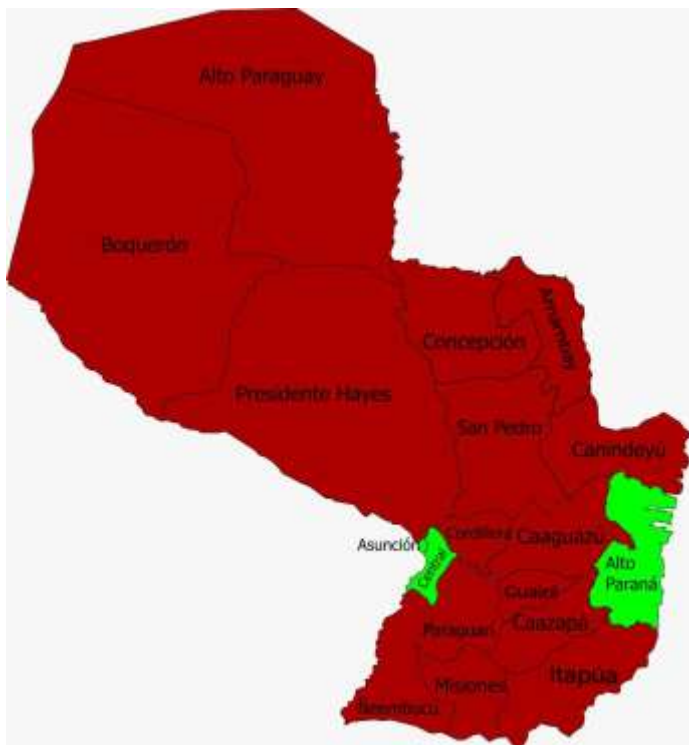 Alto Paraguay
Boquerón
Amambay
Concepción
Presidente Hayes
San Pedro
Canindeyú
Cordillera
Caaguazú
Asunción
Central
Alto
Paraná
Guairá
Caazapá
Paraguarí
Itapúa
Misiones
Ñeembucú